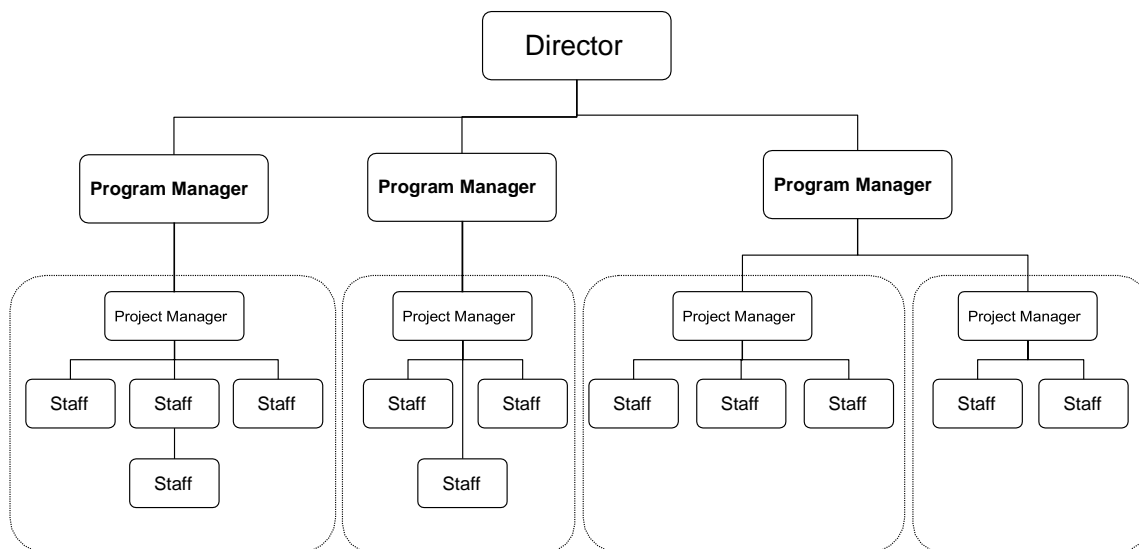 Director
Program Manager
Program Manager
Program Manager
Project Manager
Project Manager
Project Manager
Project Manager
Staff
Staff
Staff
Staff
Staff
Staff
Staff
Staff
Staff
Staff
Staff
Staff